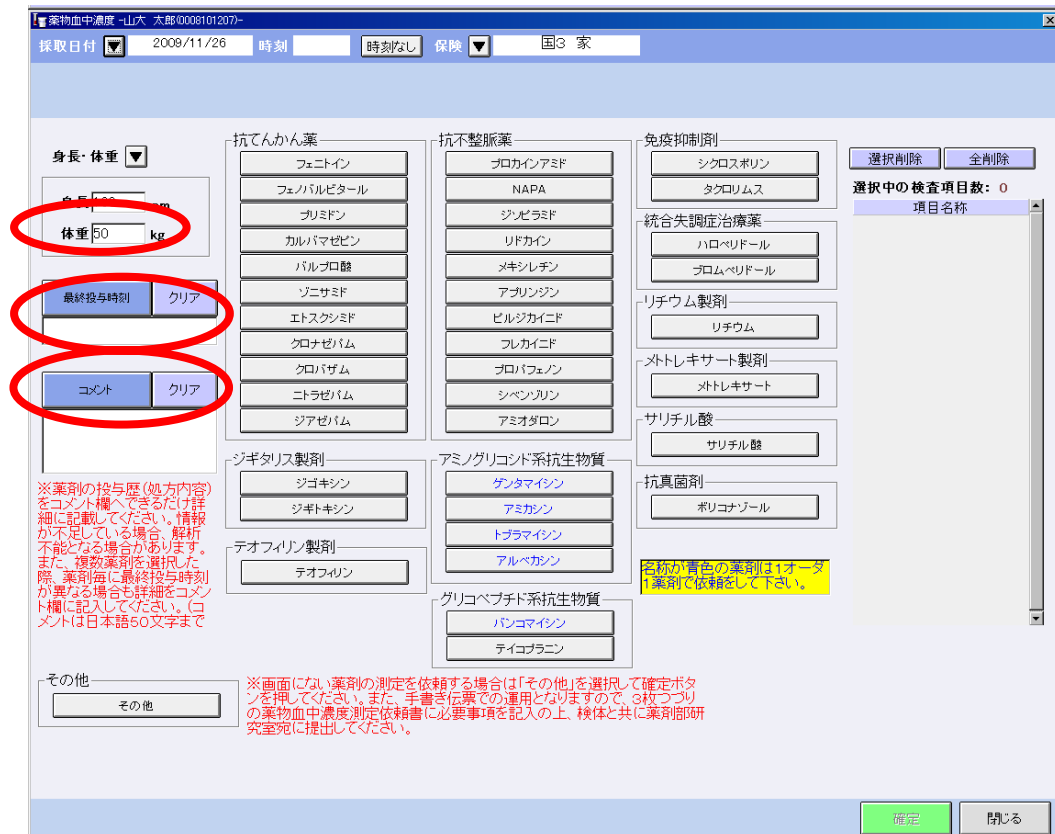 薬物血中濃度 -山大 太郎(0008101207)-
採取日付 2009/11/26 時刻 時刻なし 保険 国3 家
身長・体重
体重 50 kg
最終投与時刻 クリア
コメント クリア
※薬剤の投与歴(処方内容)
をコメント欄へできるだけ詳
細に記載してください。情報
が不足している場合、解析
不能となる場合があります。
また、複数薬剤を選択した
際、薬剤毎に最終投与時刻
が異なる場合も詳細をコメン
ト欄に記入してください。(コ
メントは日本語50文字まで
抗てんかん薬
フェニトイン
フェノバルビタール
プリミドン
カルバマゼピン
バルプロ酸
ゾニサミド
エトスクシミド
クロナゼパム
クロバザム
ニトラゼパム
ジアゼパム
ジギタリス製剤
ジゴキシン
ジギトキシン
テオフィリン製剤
テオフィリン
抗不整脈薬
プロカインアミド
NAPA
ジソピラミド
リドカイン
メキシレチン
アプリンジン
ピルジカイニド
フレカイニド
プロパフェノン
シベンゾリン
アミオダロン
アミノグリコシド系抗生物質
ゲンタマイシン
アミカシン
トブラマイシン
アルベカシン
グリコペプチド系抗生物質
バンコマイシン
テイコプラニン
免疫抑制剤
シクロスポリン
タクロリムス
統合失調症治療薬
ハロペリドール
ブロムペリドール
リチウム製剤
リチウム
メトトレキサート製剤
メトトレキサート
サリチル酸
サリチル酸
抗真菌剤
ボリコナゾール
名称が青色の薬剤は1オーダ
1薬剤で依頼をして下さい。
選択削除 全削除
選択中の検査項目数: 0
項目名称
その他
その他
※画面にない薬剤の測定を依頼する場合は「その他」を選択して確定ボタ
ンを押してください。また、手書き伝票での運用となりますので、3枚つづり
の薬物血中濃度測定依頼書に必要事項を記入の上、検体と共に薬剤部研
究室宛に提出してください。
確定 閉じる